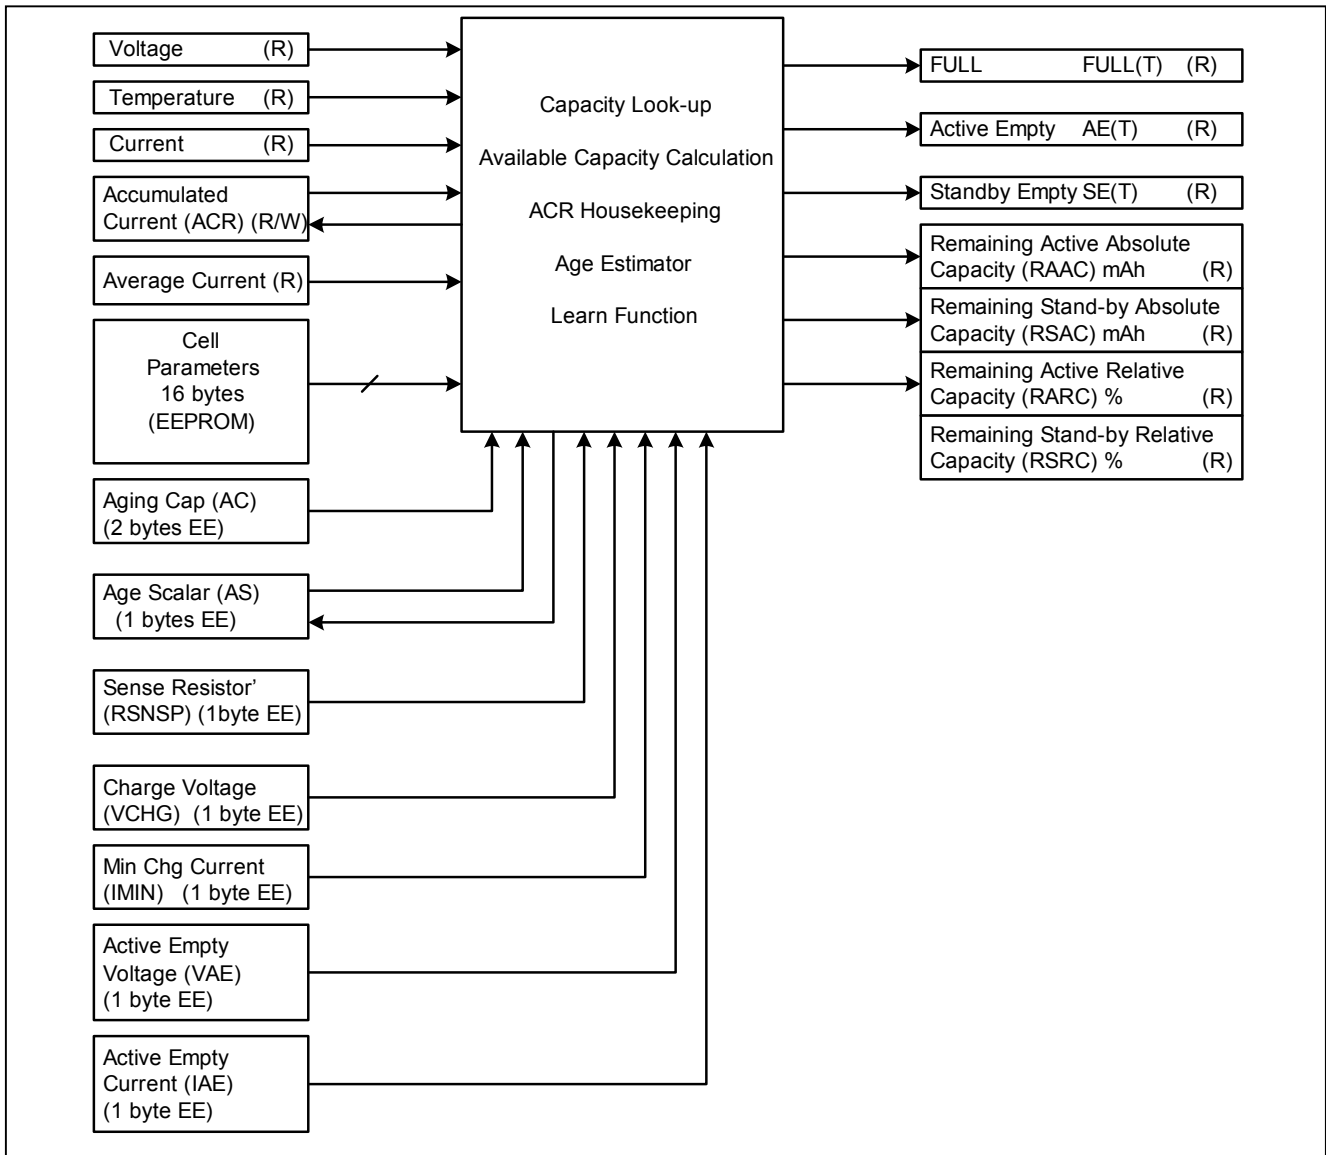 Voltage (R)
Temperature (R)
Current (R)
Accumulated
Current (ACR) (R/W)
Average Current (R)
Cell
Parameters
16 bytes
(EEPROM)
Aging Cap (AC)
(2 bytes EE)
Age Scalar (AS)
(1 bytes EE)
Sense Resistor’
(RSNSP) (1byte EE)
Charge Voltage
(VCHG) (1 byte EE)
Min Chg Current
(IMIN) (1 byte EE)
Active Empty
Voltage (VAE)
(1 byte EE)
Active Empty
Current (IAE)
(1 byte EE)
Capacity Look-up
Available Capacity Calculation
ACR Housekeeping
Age Estimator
Learn Function
FULL FULL(T) (R)
Active Empty AE(T) (R)
Standby Empty SE(T) (R)
Remaining Active Absolute
Capacity (RAAC) mAh (R)
Remaining Stand-by Absolute
Capacity (RSAC) mAh (R)
Remaining Active Relative
Capacity (RARC) % (R)
Remaining Stand-by Relative
Capacity (RSRC) % (R)